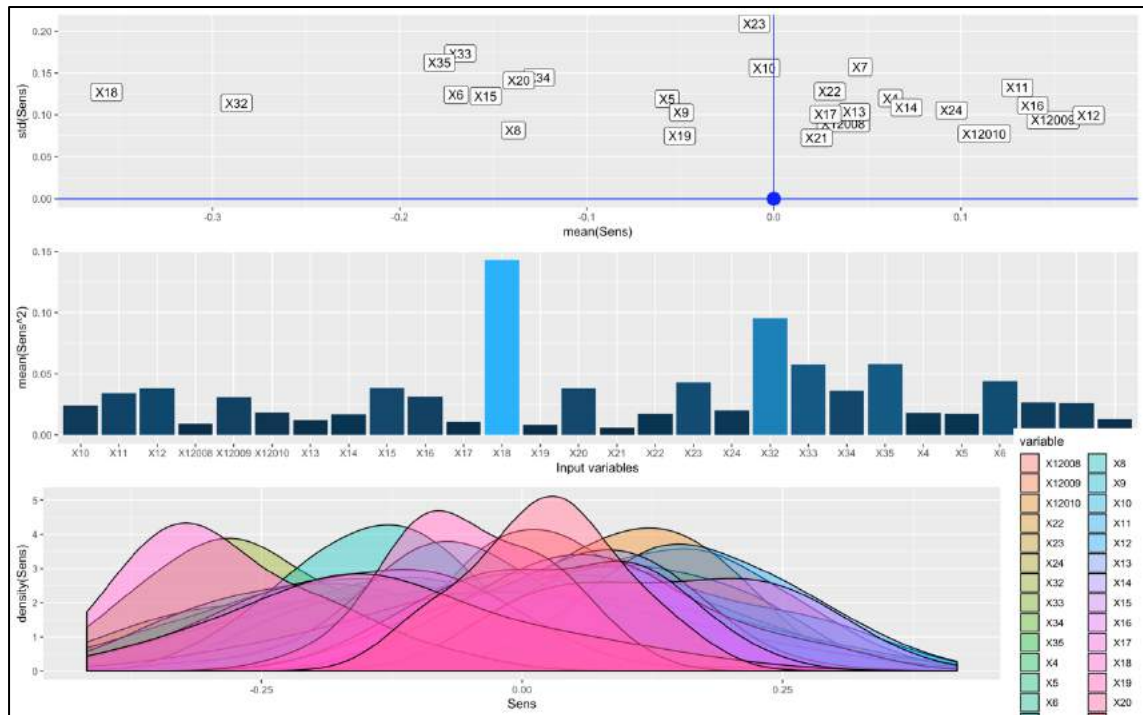 X23
0.20
X33
X35
X10
X7
0.15
X20
X34
X18
X6
X15
X22
X11
X32
X5
X4
X14
X16
0.10
X9
X17
X13
X24
X12009
X12
X8
X19
X12008
X12010
X21
0.05
0.00
std(Sens)
-0.3
-0.2
-0.1
0.0
0.1
mean(Sens)
0.15
0.10
0.05
0.00
mean(Sens^2)
X10 X11 X12 X12008 X12009 X12010 X13 X14 X15 X16 X17 X18 X19 X20 X21 X22 X23 X24 X32 X33 X34 X35 X4 X5 X6
Input variables
5
4
3
2
1
0
density(Sens)
-0.25
0.00
0.25
Sens
variable
X12008 X8
X12009 X9
X12010 X10
X22 X11
X23 X12
X24 X13
X32 X14
X33 X15
X34 X16
X35 X17
X4 X18
X5 X19
X6 X20